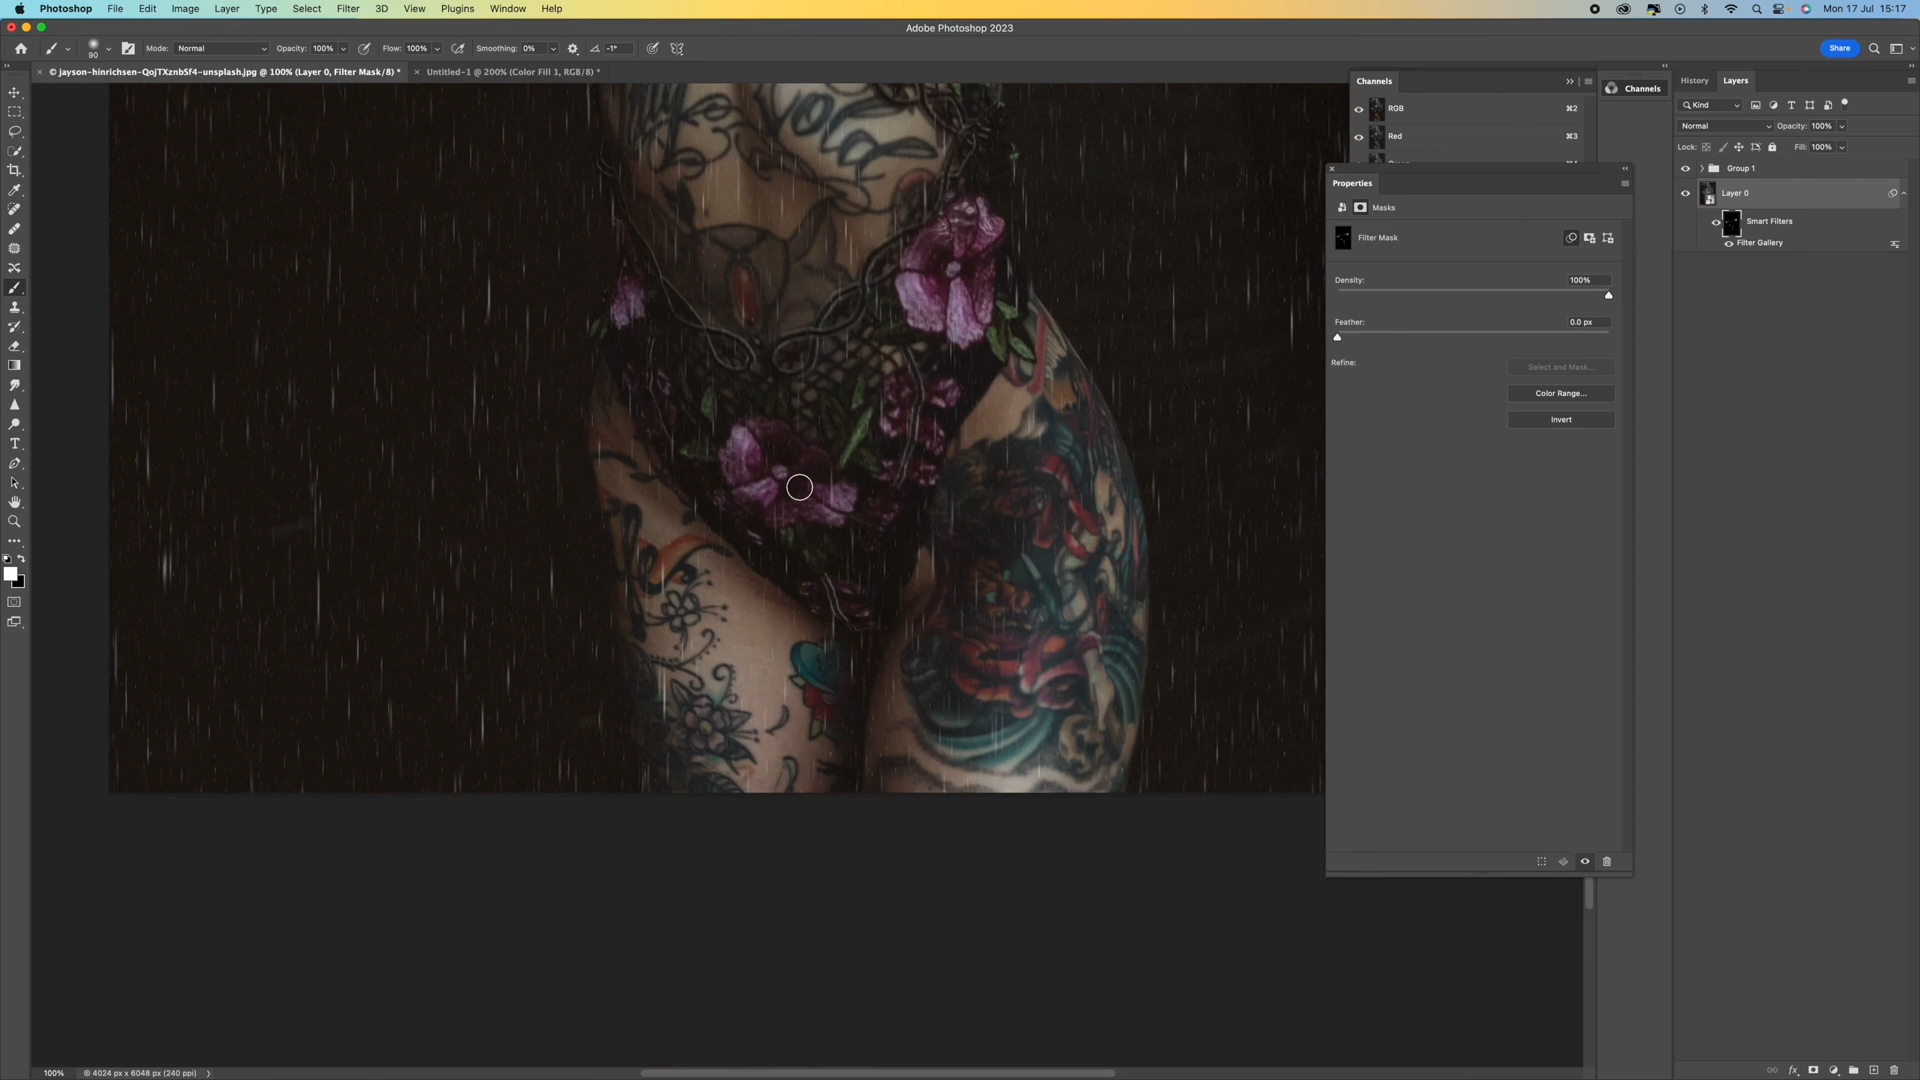 Photoshop File Edit Image Layer Type Select Filter 3D View Plugins Window Help Mon 17 Jul 15:17
Adobe Photoshop 2023
90 Mode: Normal Opacity: 100% Flow: 100% Smoothing: 0% -1° Share
© jayson-hinrichsen-QojTXznbSf4-unsplash.jpg @ 100% (Layer 0, Filter Mask/8) * Untitled-1 @ 200% (Color Fill 1, RGB/8) *
Channels
RGB ⌘2
Red ⌘3
Channels
History Layers
Kind
Normal Opacity: 100%
Lock: Fill: 100%
Group 1
Layer 0
Smart Filters
Filter Gallery
Properties
Masks
Filter Mask
Density: 100%
Feather: 0.0 px
Refine: Select and Mask...
Color Range...
Invert
100% © 4024 px x 6048 px (240 ppi)